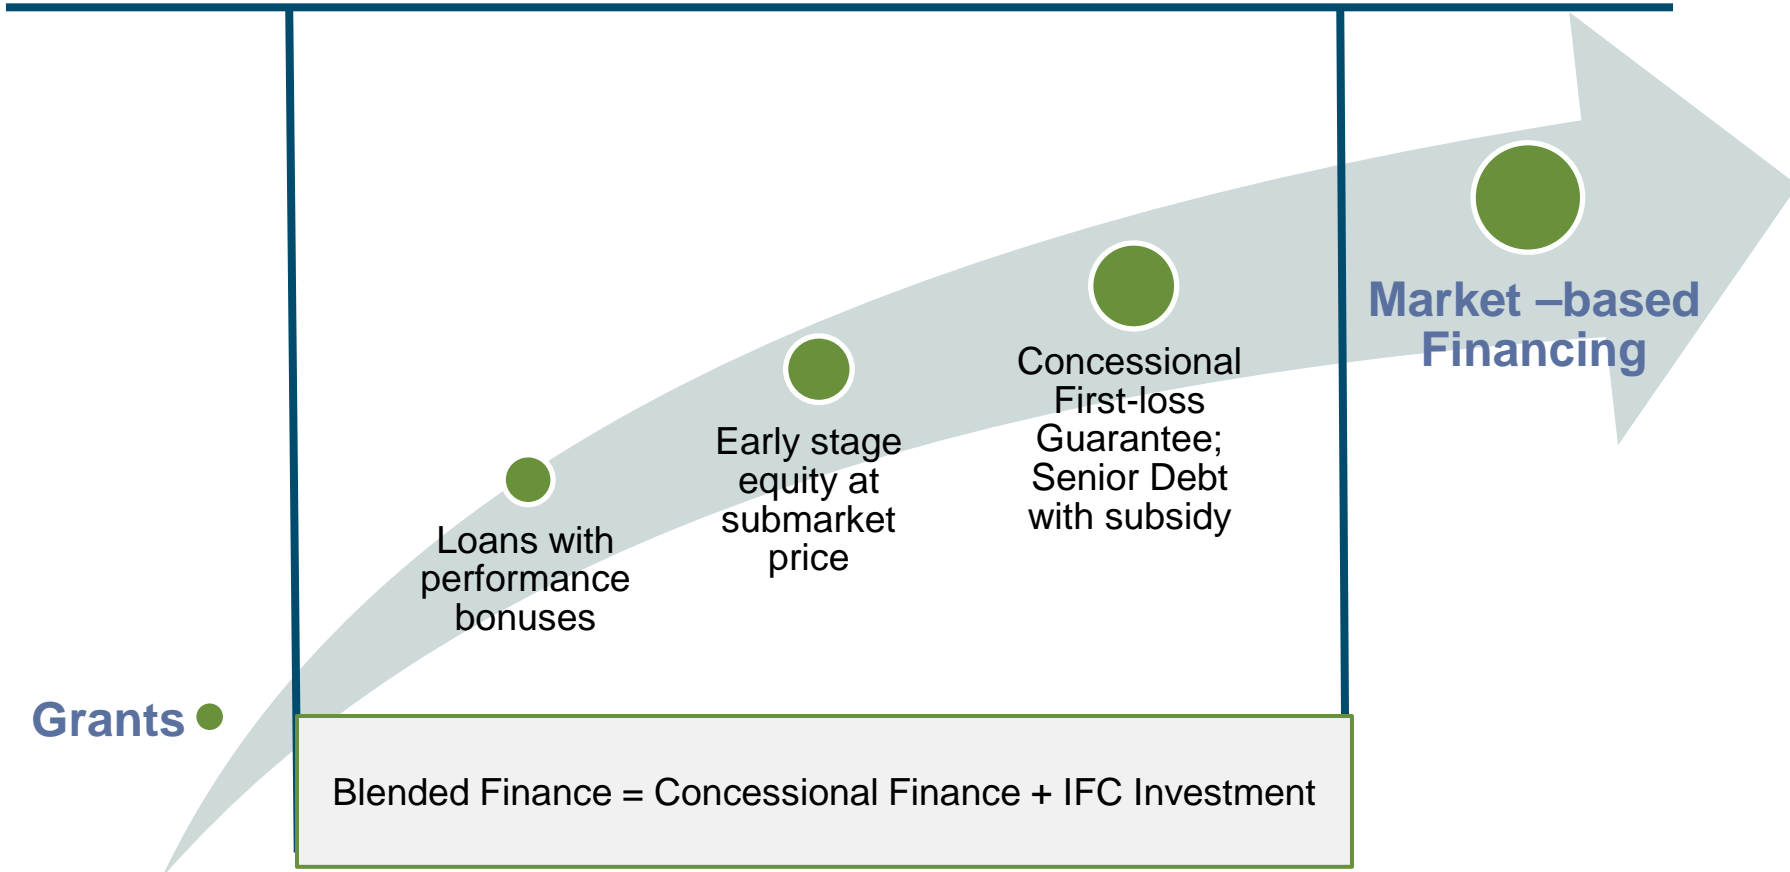 Market –based
Financing
Concessional
First-loss
Guarantee;
Senior Debt
with subsidy
Early stage
equity at
submarket
price
Loans with
performance
bonuses
Grants
Blended Finance = Concessional Finance + IFC Investment